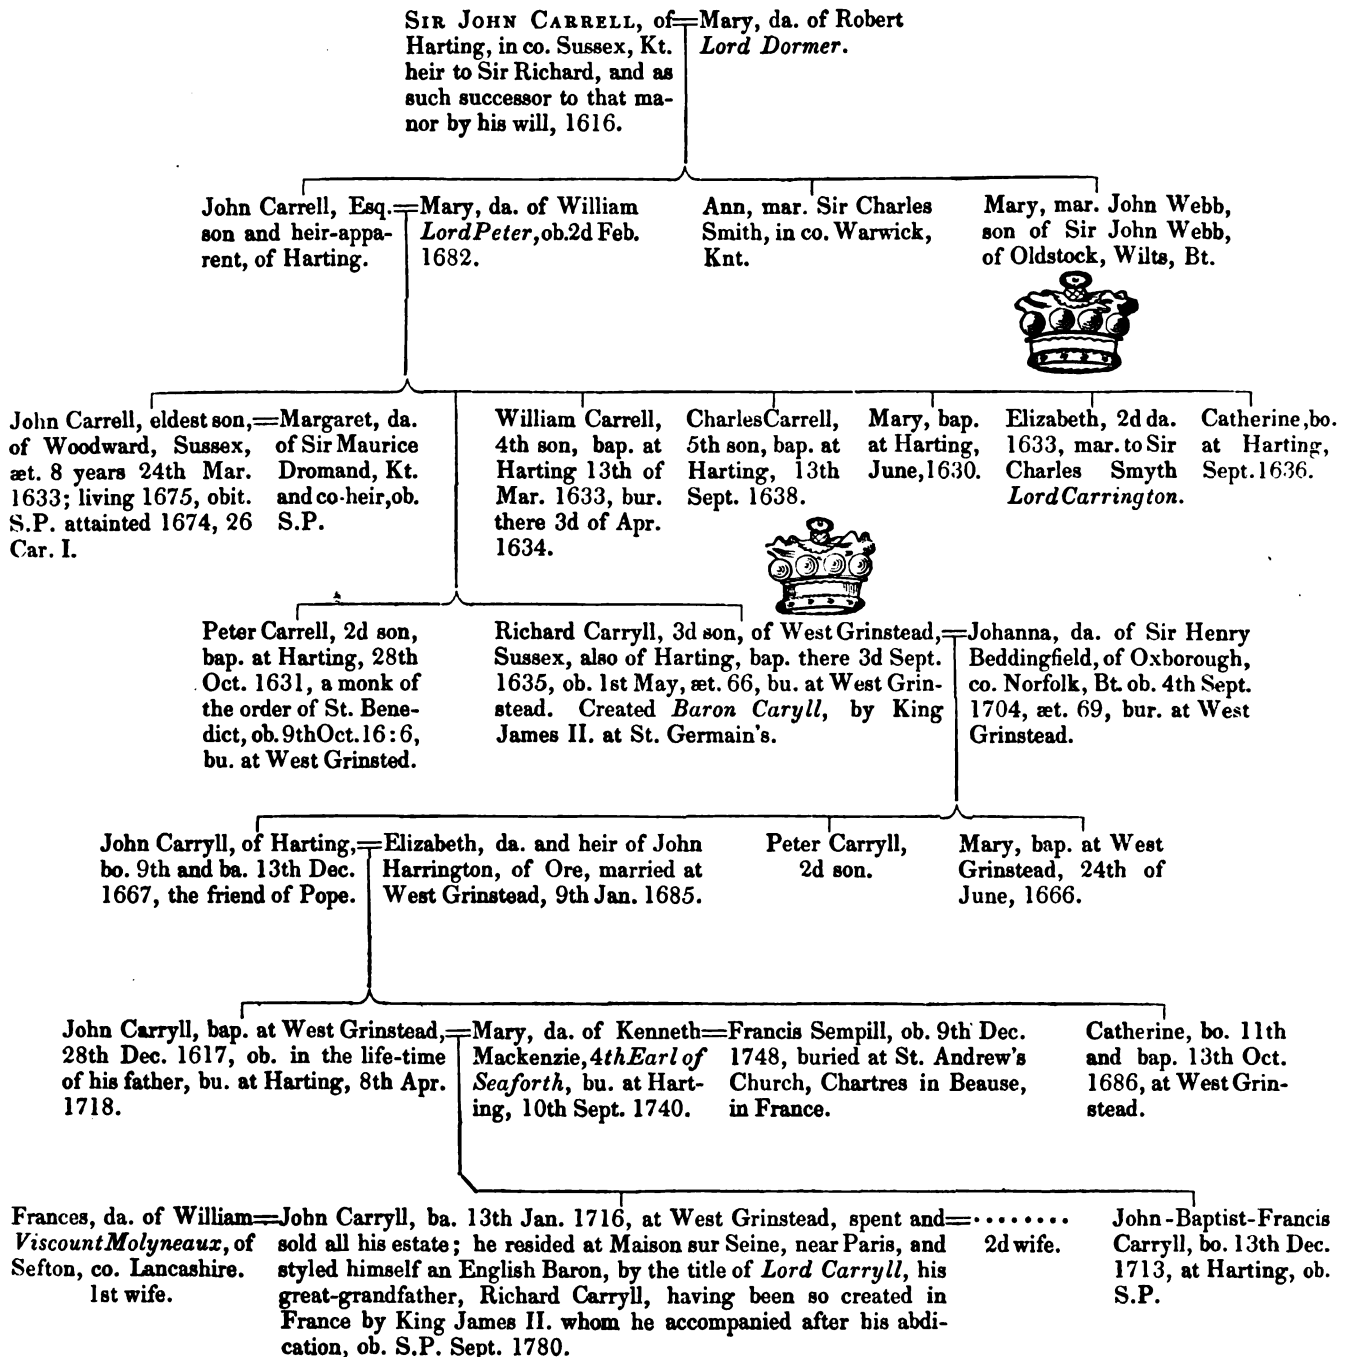 SIR JOHN CARRELL, of=
Harting, in co. Sussex, Kt.
heir to Sir Richard, and as
such successor to that ma-
nor by his will, 1616.
Mary, da. of Robert
Lord Dormer.
John Carrell, Esq.=
son and heir-appa-
rent, of Harting.
Mary, da. of William
Lord Peter, ob. 2d Feb.
1682.
Ann, mar. Sir Charles
Smith, in co. Warwick,
Knt.
Mary, mar. John Webb,
son of Sir John Webb,
of Oldstock, Wilts, Bt.
John Carrell, eldest son,=
of Woodward, Sussex,
æt. 8 years 24th Mar.
1633; living 1675, obit.
S.P. attainted 1674, 26
Car. I.
Margaret, da.
of Sir Maurice
Dromand, Kt.
and co-heir, ob.
S.P.
William Carrell,
4th son, bap. at
Harting 13th of
Mar. 1633, bur.
there 3d of Apr.
1634.
Charles Carrell,
5th son, bap. at
Harting, 13th
Sept. 1638.
Mary, bap.
at Harting,
June, 1630.
Elizabeth, 2d da.
1633, mar. to Sir
Charles Smyth
Lord Carrington.
Catherine, bo.
at Harting,
Sept. 1636.
Peter Carrell, 2d son,
bap. at Harting, 28th
Oct. 1631, a monk of
the order of St. Bene-
dict, ob. 9th Oct. 16:6,
bu. at West Grinsted.
Richard Carryll, 3d son, of West Grinstead,=
Sussex, also of Harting, bap. there 3d Sept.
1635, ob. 1st May, æt. 66, bu. at West Grin-
stead. Created Baron Caryll, by King
James II. at St. Germain's.
Johanna, da. of Sir Henry
Beddingfield, of Oxborough,
co. Norfolk, Bt. ob. 4th Sept.
1704, æt. 69, bur. at West
Grinstead.
John Carryll, of Harting,=
bo. 9th and ba. 13th Dec.
1667, the friend of Pope.
Elizabeth, da. and heir of John
Harrington, of Ore, married at
West Grinstead, 9th Jan. 1685.
Peter Carryll,
2d son.
Mary, bap. at West
Grinstead, 24th of
June, 1666.
John Carryll, bap. at West Grinstead,=
28th Dec. 1617, ob. in the life-time
of his father, bu. at Harting, 8th Apr.
1718.
Mary, da. of Kenneth=
Mackenzie, 4th Earl of
Seaforth, bu. at Hart-
ing, 10th Sept. 1740.
Francis Sempill, ob. 9th Dec.
1748, buried at St. Andrew's
Church, Chartres in Beause,
in France.
Catherine, bo. 11th
and bap. 13th Oct.
1686, at West Grin-
stead.
Frances, da. of William=
Viscount Molyneaux, of
Sefton, co. Lancashire.
1st wife.
John Carryll, ba. 13th Jan. 1716, at West Grinstead, spent and=
sold all his estate; he resided at Maison sur Seine, near Paris, and
styled himself an English Baron, by the title of Lord Carryll, his
great-grandfather, Richard Carryll, having been so created in
France by King James II. whom he accompanied after his abdi-
cation, ob. S.P. Sept. 1780.
........
2d wife.
John-Baptist-Francis
Carryll, bo. 13th Dec.
1713, at Harting, ob.
S.P.